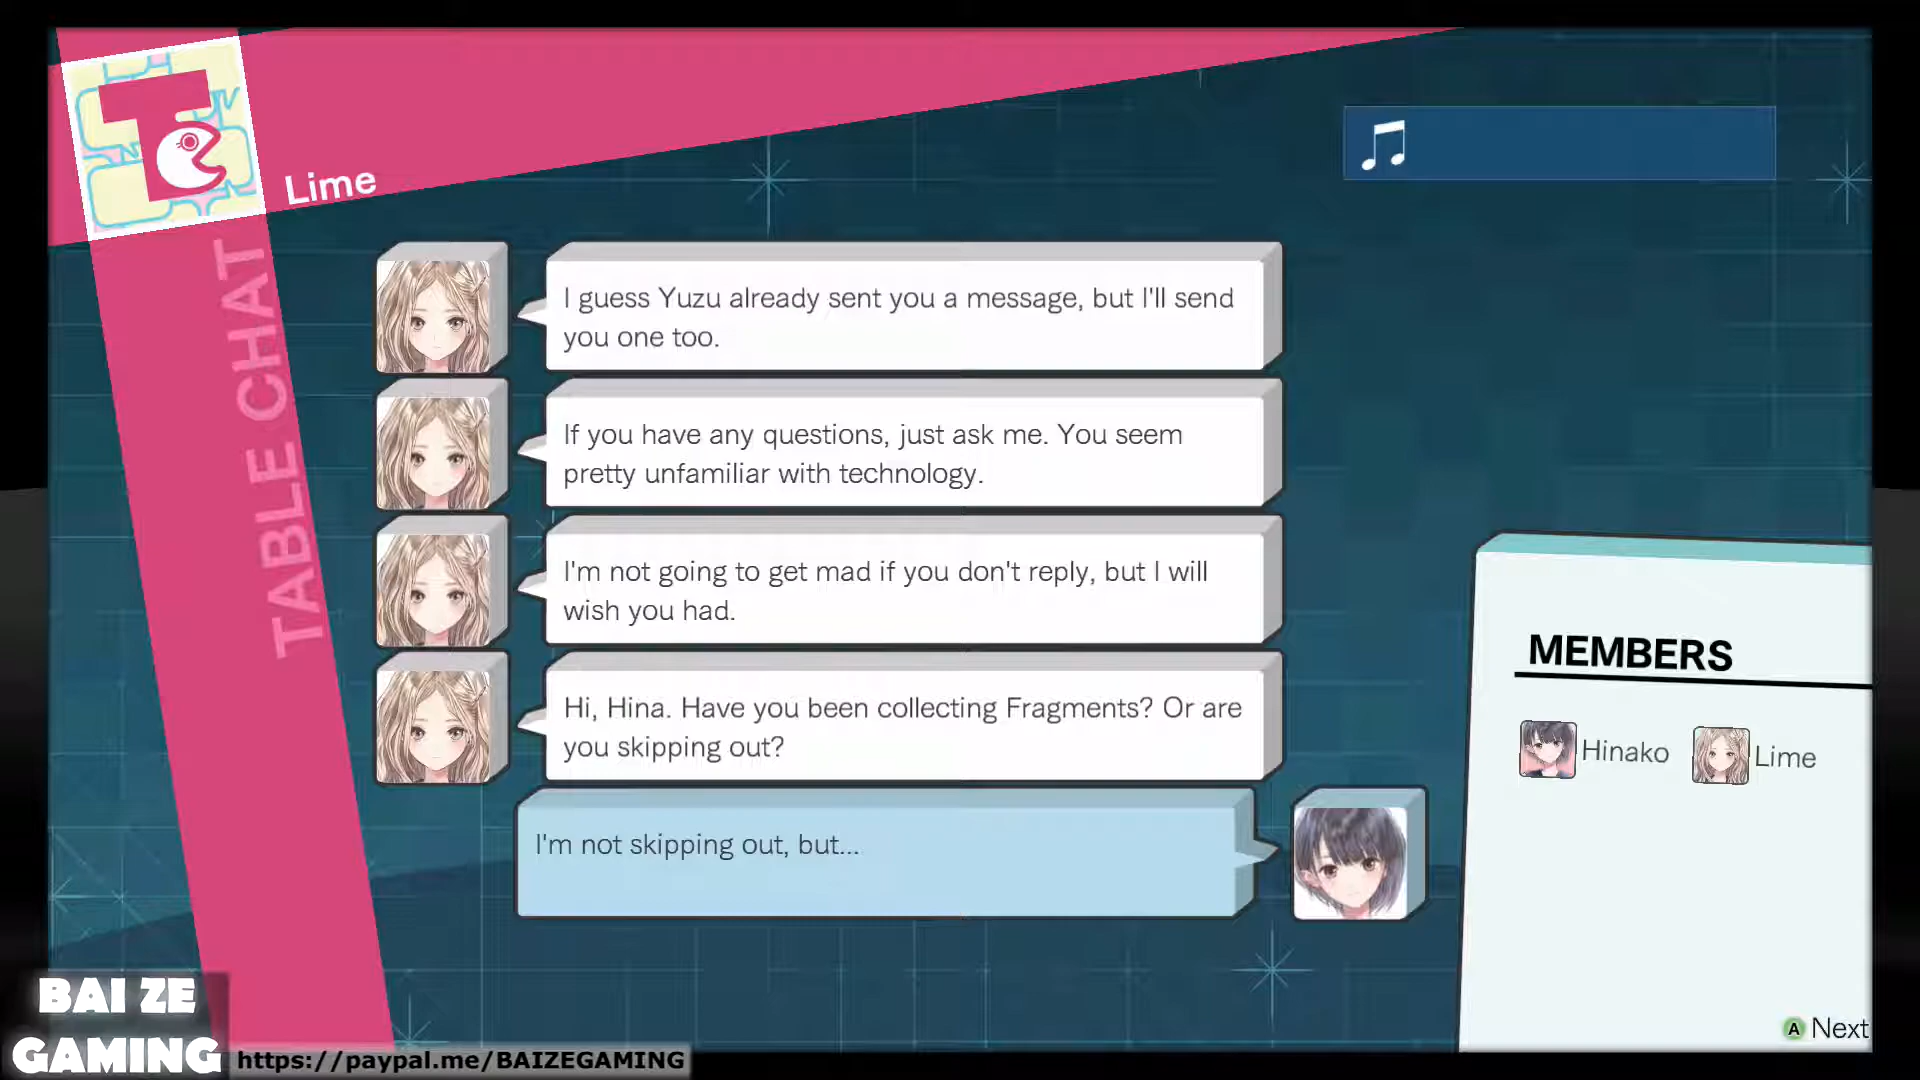 Lime
TABLE CHAT
I guess Yuzu already sent you a message, but I'll send
you one too.
If you have any questions, just ask me. You seem
pretty unfamiliar with technology.
I'm not going to get mad if you don't reply, but I will
wish you had.
Hi, Hina. Have you been collecting Fragments? Or are
you skipping out?
I'm not skipping out, but...
MEMBERS
Hinako Lime
A Next
BAI ZE
GAMING
https://paypal.me/BAIZEGAMING